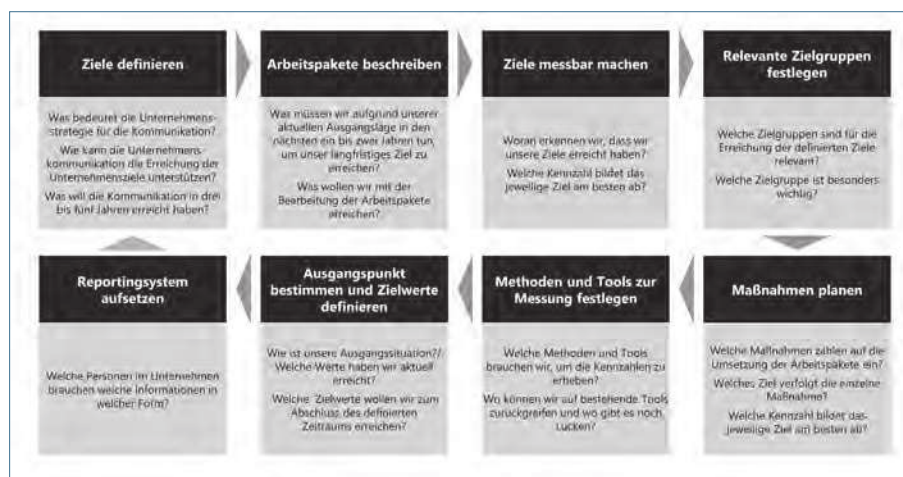 Ziele definieren
Was bedeutet die Unternehmens-
strategie für die Kommunikation?
Wie kann die Unternehmens-
kommunikation die Erreichung der
Unternehmensziele unterstützen?
Was will die Kommunikation in drei
bis fünf Jahren erreicht haben?
Arbeitspakete beschreiben
Was müssen wir aufgrund unserer
aktuellen Ausgangslage in den
nächsten ein bis zwei Jahren tun,
um unser langfristiges Ziel zu
erreichen?
Was wollen wir mit der
Bearbeitung der Arbeitspakete
erreichen?
Ziele messbar machen
Woran erkennen wir, dass wir
unsere Ziele erreicht haben?
Welche Kennzahl bildet das
jeweilige Ziel am besten ab?
Relevante Zielgruppen
festlegen
Welche Zielgruppen sind für die
Erreichung der definierten Ziele
relevant?
Welche Zielgruppe ist besonders
wichtig?
Maßnahmen planen
Welche Maßnahmen zahlen auf die
Umsetzung der Arbeitspakete ein?
Welches Ziel verfolgt die einzelne
Maßnahme?
Welche Kennzahl bildet das
jeweilige Ziel am besten ab?
Methoden und Tools zur
Messung festlegen
Welche Methoden und Tools
brauchen wir, um die Kennzahlen zu
erheben?
Wo können wir auf bestehende Tools
zurückgreifen und wo gibt es noch
Lücken?
Ausgangspunkt
bestimmen und Zielwerte
definieren
Wie ist unsere Ausgangssituation?/
Welche Werte haben wir aktuell
erreicht?
Welche Zielwerte wollen wir zum
Abschluss des definierten
Zeitraums erreichen?
Reportingsystem
aufsetzen
Welche Personen im Unternehmen
brauchen welche Informationen in
welcher Form?